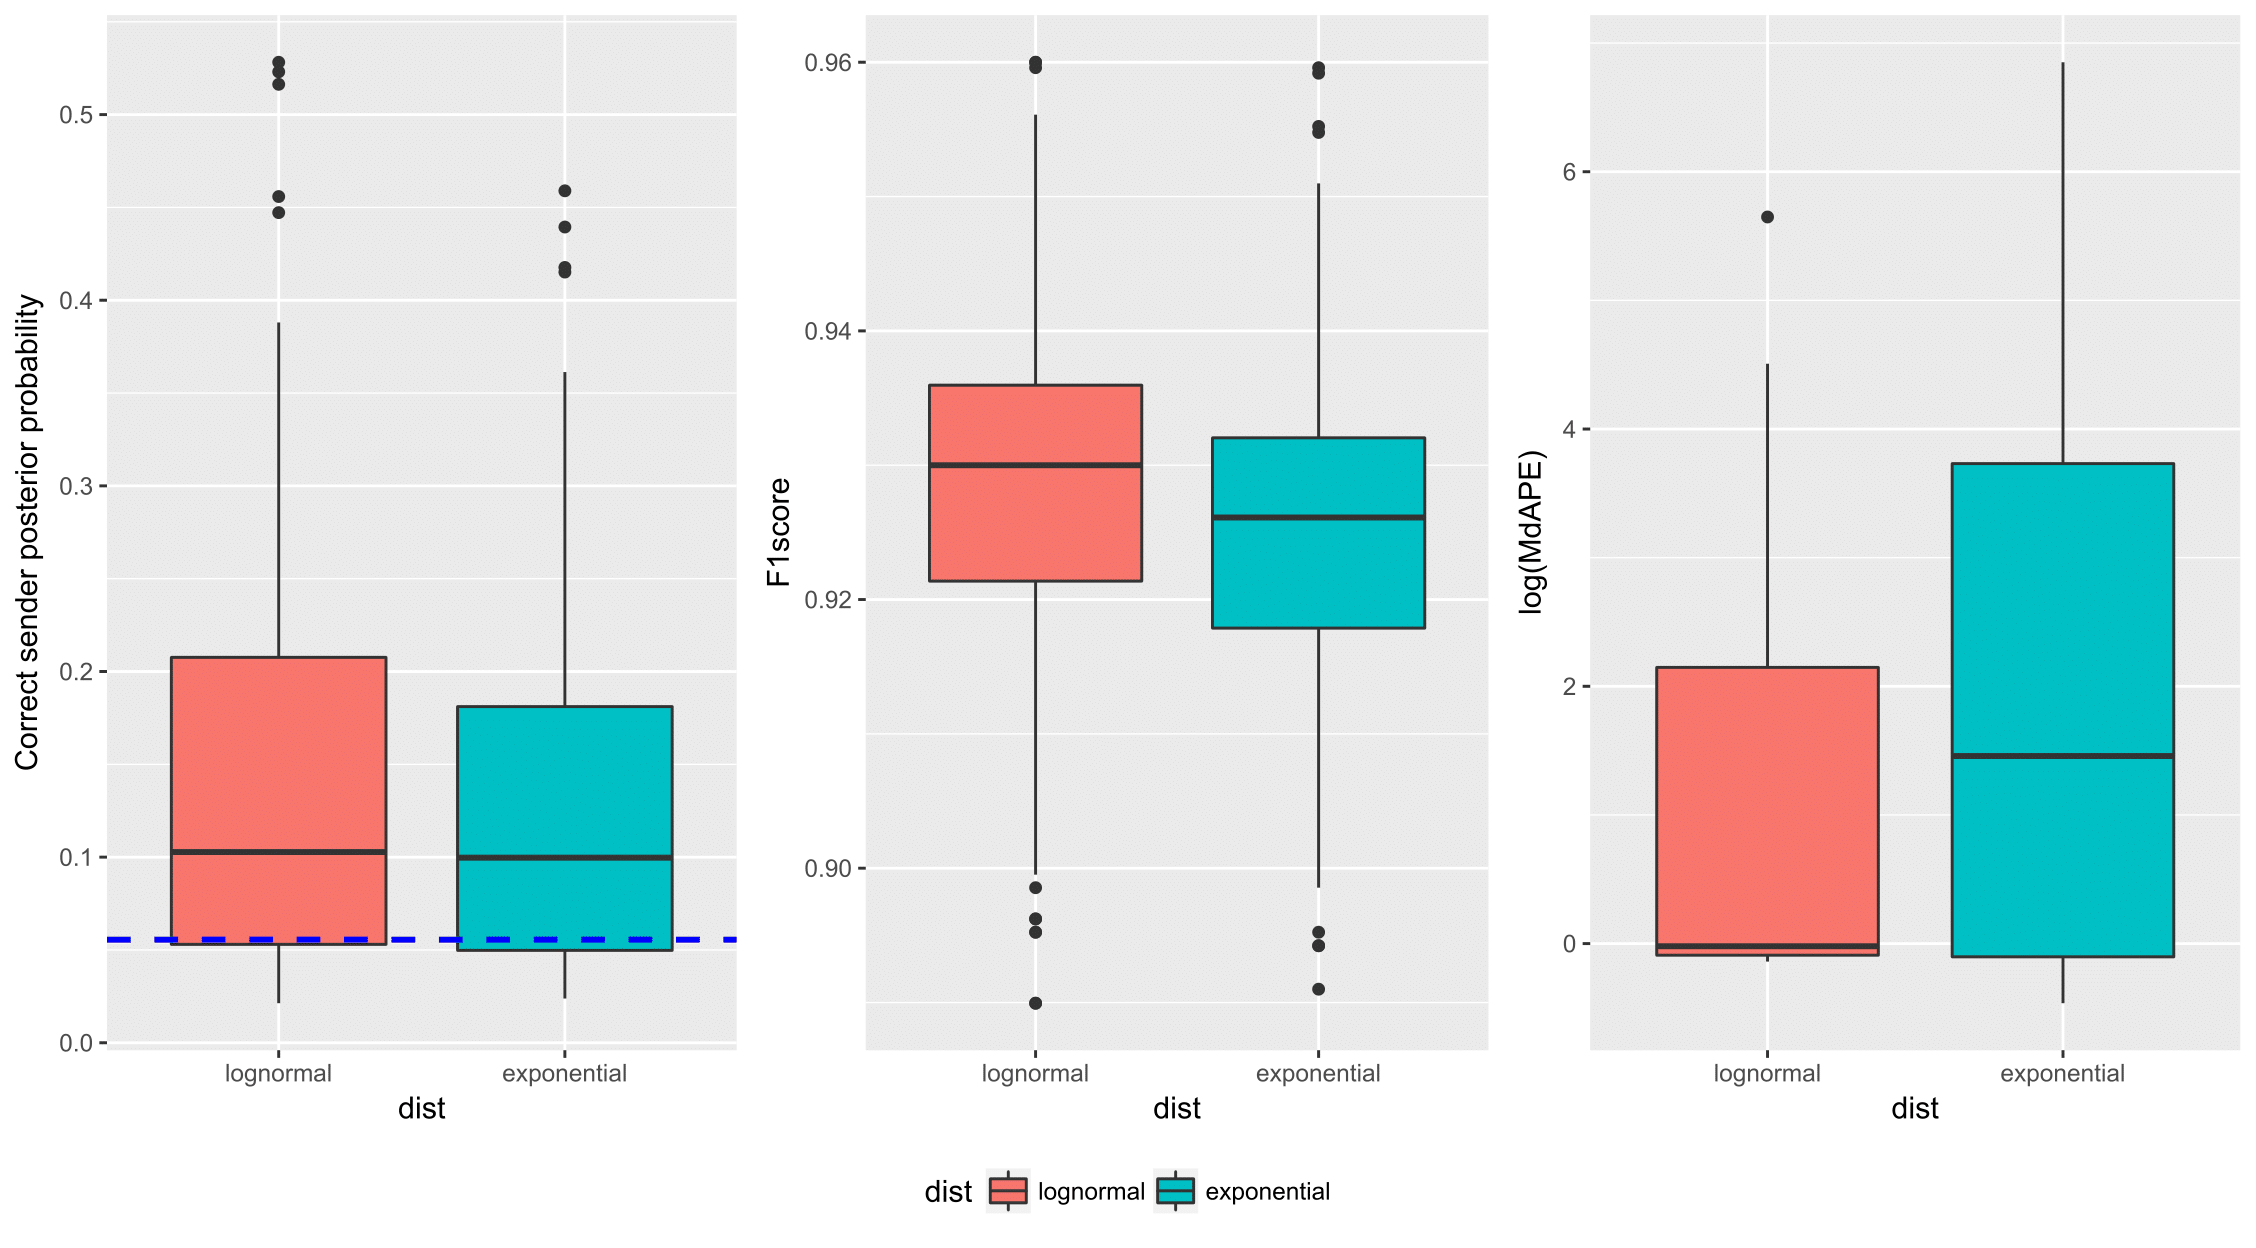 Correct sender posterior probability
0.5
0.4
0.3
0.2
0.1
0.0
lognormal exponential
dist
F1score
0.96
0.94
0.92
0.90
lognormal exponential
dist
log(MdAPE)
6
4
2
0
lognormal exponential
dist
dist lognormal exponential